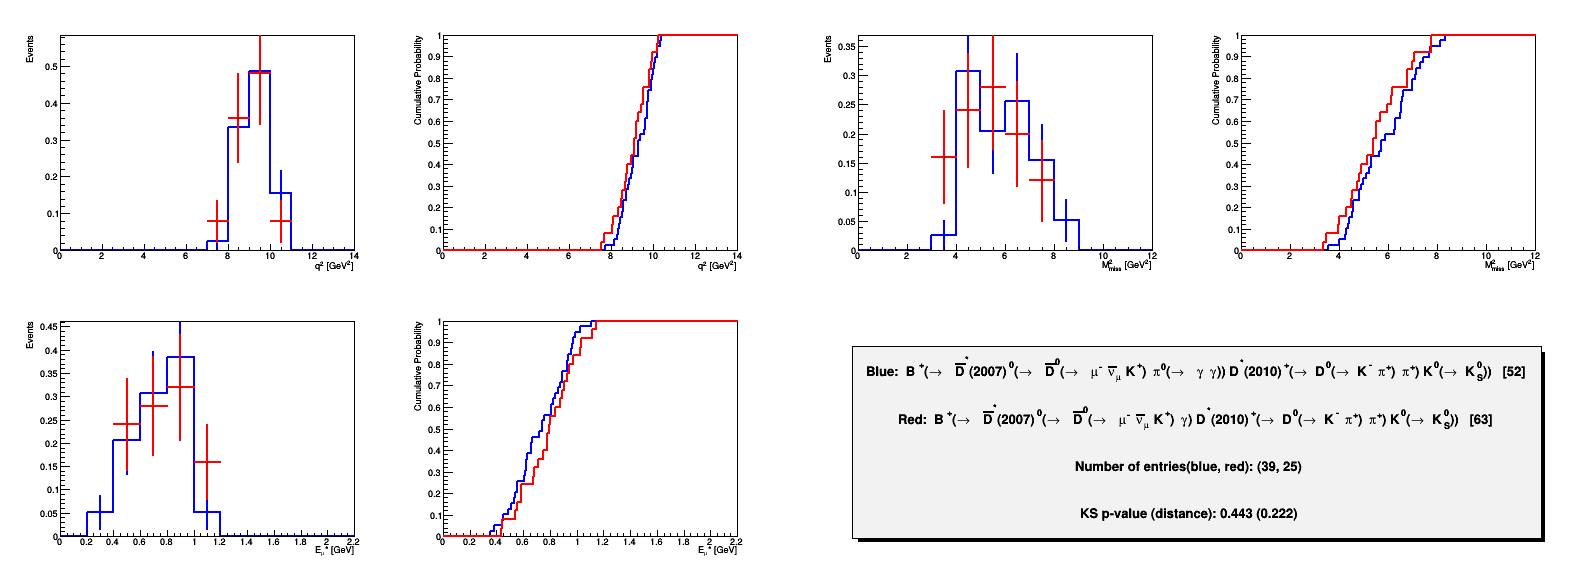 Events
0.5
0.4
0.3
0.2
0.1
0
0 2 4 6 8 10 12 14
q² [GeV²]
Cumulative Probability
1
0.9
0.8
0.7
0.6
0.5
0.4
0.3
0.2
0.1
0
0 2 4 6 8 10 12 14
q² [GeV²]
Events
0.35
0.3
0.25
0.2
0.15
0.1
0.05
0
0 2 4 6 8 10 12
M²miss [GeV²]
Cumulative Probability
1
0.9
0.8
0.7
0.6
0.5
0.4
0.3
0.2
0.1
0
0 2 4 6 8 10 12
M²miss [GeV²]
Events
0.45
0.4
0.35
0.3
0.25
0.2
0.15
0.1
0.05
0
0 0.2 0.4 0.6 0.8 1 1.2 1.4 1.6 1.8 2 2.2
Eμ* [GeV]
Cumulative Probability
1
0.9
0.8
0.7
0.6
0.5
0.4
0.3
0.2
0.1
0
0 0.2 0.4 0.6 0.8 1 1.2 1.4 1.6 1.8 2 2.2
Eμ* [GeV]
Blue: B⁺(→ D̅*(2007)⁰(→ D̅⁰(→ μ⁻ ν̅μ K⁺) π⁰(→ γ γ)) D*(2010)⁺(→ D⁰(→ K⁻ π⁺) π⁺) K⁰(→ K⁰S)) [52]
Red: B⁺(→ D̅*(2007)⁰(→ D̅⁰(→ μ⁻ ν̅μ K⁺) γ) D*(2010)⁺(→ D⁰(→ K⁻ π⁺) π⁺) K⁰(→ K⁰S)) [63]
Number of entries(blue, red): (39, 25)
KS p-value (distance): 0.443 (0.222)